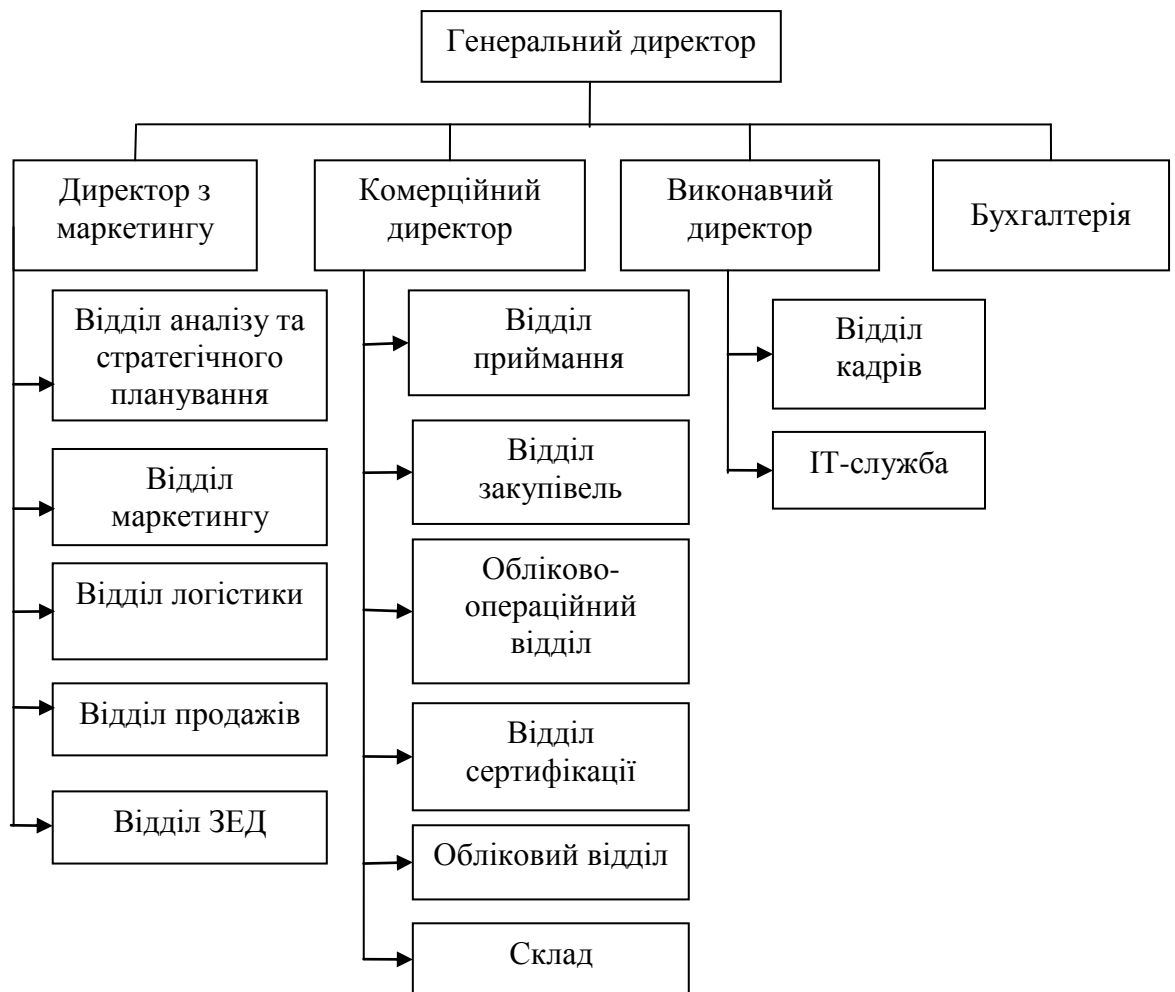 Генеральний директор
Директор з
маркетингу
Комерційний
директор
Виконавчий
директор
Бухгалтерія
Відділ аналізу та
стратегічного
планування
Відділ
маркетингу
Відділ логістики
Відділ продажів
Відділ ЗЕД
Відділ
приймання
Відділ
закупівель
Обліково-
операційний
відділ
Відділ
сертифікації
Обліковий відділ
Склад
Відділ
кадрів
ІТ-служба